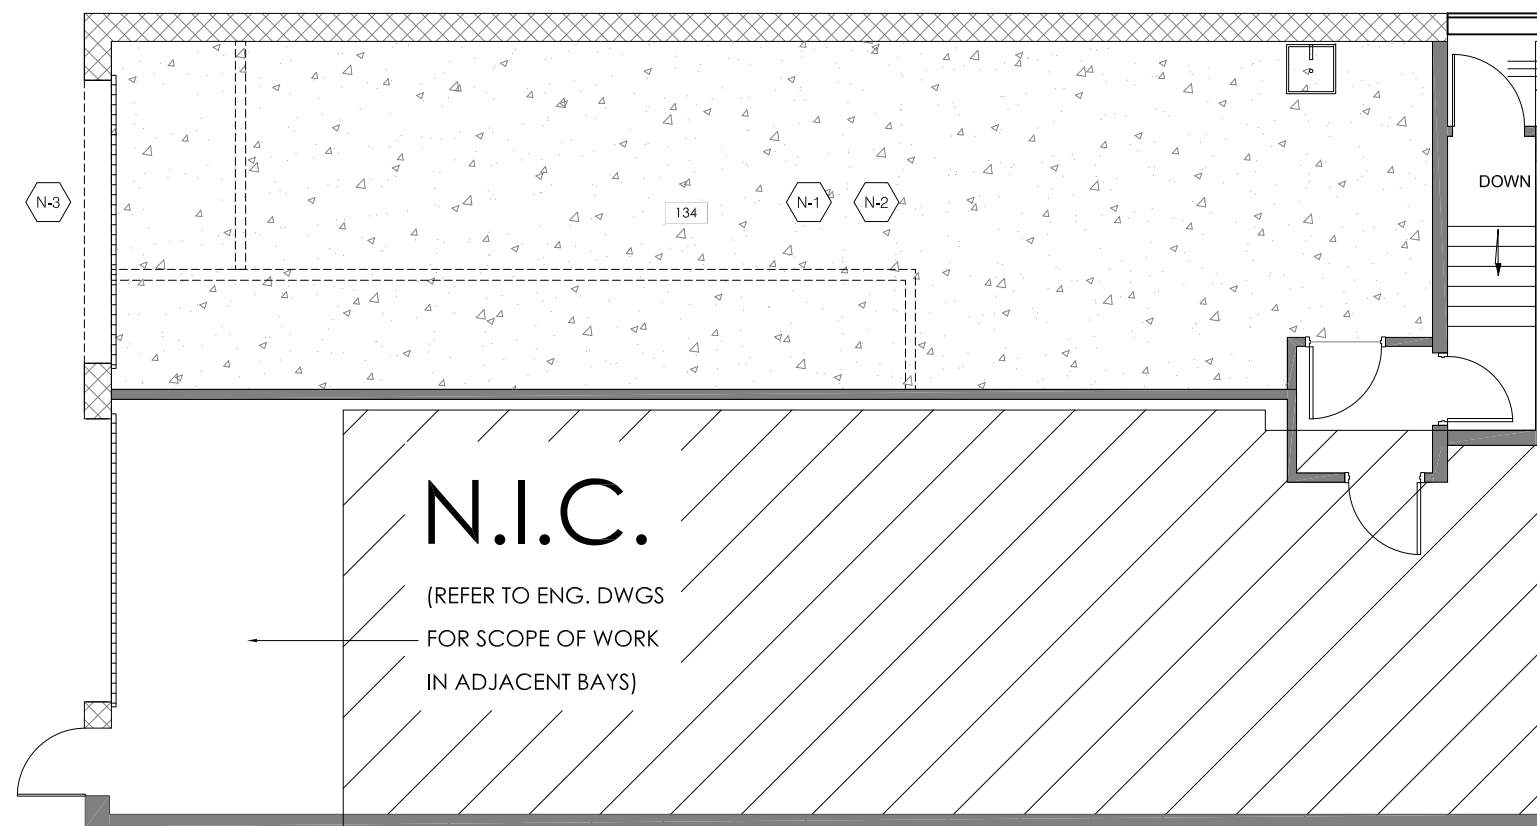 DOWN
N-3
134
N-1
N-2
N.I.C.
(REFER TO ENG. DWGS
FOR SCOPE OF WORK
IN ADJACENT BAYS)